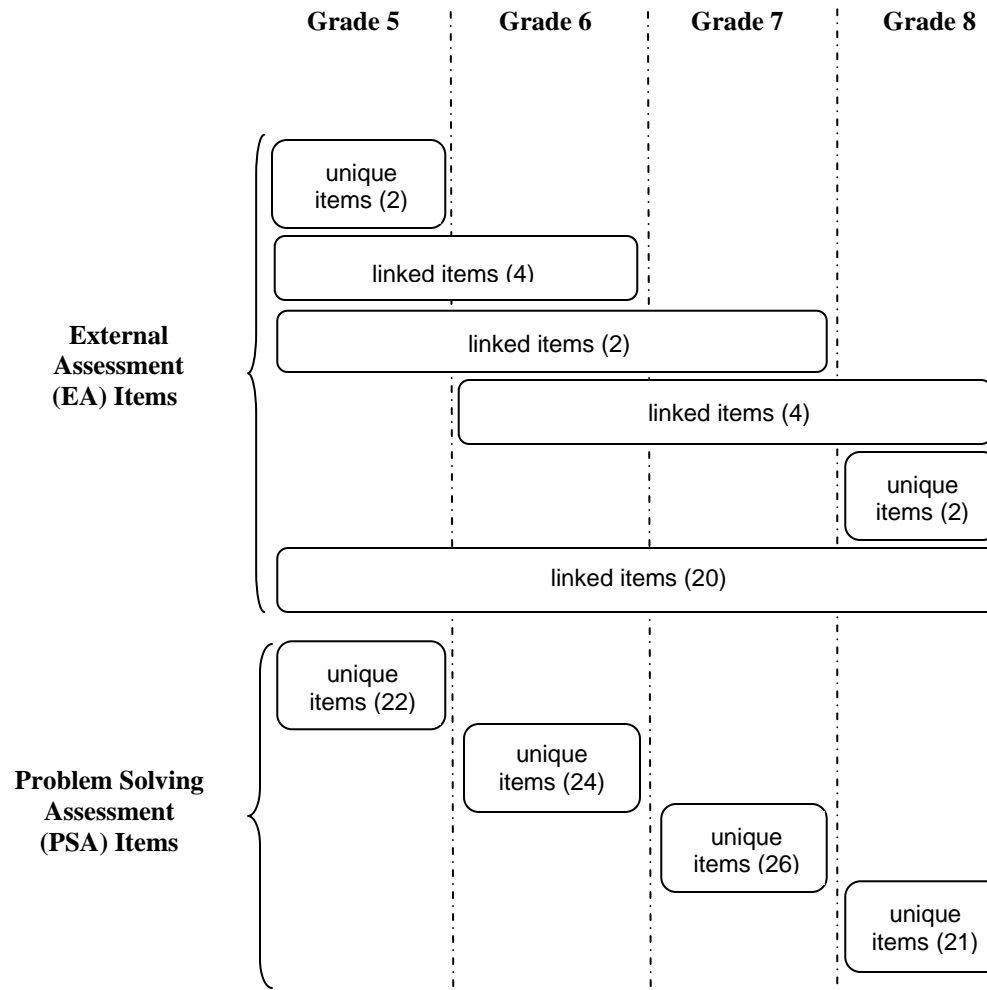 Grade 5 Grade 6 Grade 7 Grade 8
unique
items (2)
linked items (4)
linked items (2)
External
Assessment
(EA) Items
linked items (4)
unique
items (2)
linked items (20)
unique
items (22)
unique
items (24)
Problem Solving
Assessment
(PSA) Items
unique
items (26)
unique
items (21)